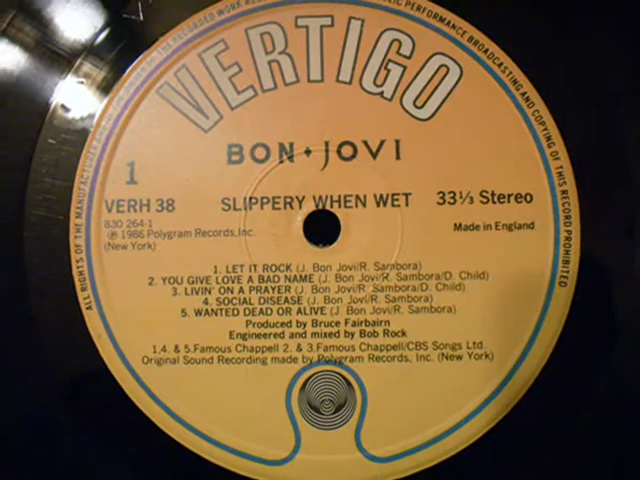 ALL RIGHTS OF THE MANUFACTURER AND
PERFORMANCE BROADCASTING AND COPYING OF THIS RECORD PROHIBITED
VERTIGO
BON♦JOVI
1
VERH 38
SLIPPERY WHEN WET
33⅓ Stereo
830 264-1
℗ 1986 Polygram Records, Inc.
(New York)
Made in England
1. LET IT ROCK (J. Bon Jovi/R. Sambora)
2. YOU GIVE LOVE A BAD NAME (J. Bon Jovi/R. Sambora/D. Child)
3. LIVIN' ON A PRAYER (J. Bon Jovi/R. Sambora/D. Child)
4. SOCIAL DISEASE (J. Bon Jovi/R. Sambora)
5. WANTED DEAD OR ALIVE (J. Bon Jovi/R. Sambora)
Produced by Bruce Fairbairn
Engineered and mixed by Bob Rock
1,4. & 5.Famous Chappell 2. & 3.Famous Chappell/CBS Songs Ltd.
Original Sound Recording made by Polygram Records, Inc. (New York)